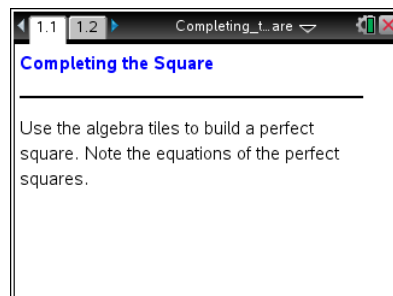 1.1 1.2 Completing_t…are
Completing the Square
Use the algebra tiles to build a perfect
square. Note the equations of the perfect
squares.